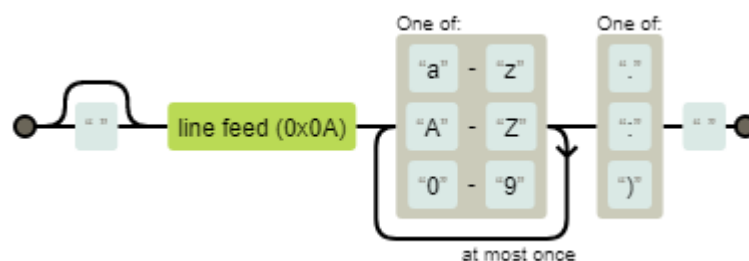 One of: One of:
“a” - “z” “.”
“ ” line feed (0x0A) “A” - “Z” “:” “ ”
“0” - “9” “)”
at most once